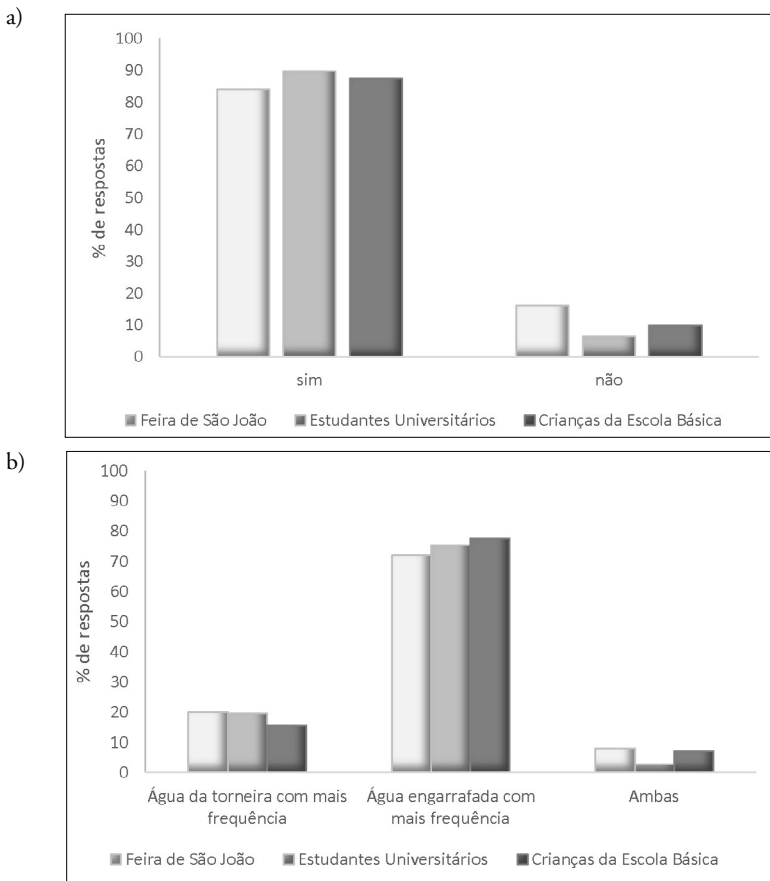 a)
100
90
80
70
60
50
40
30
20
10
0
% de respostas
sim não
Feira de São João Estudantes Universitários Crianças da Escola Básica
b)
100
90
80
70
60
50
40
30
20
10
0
% de respostas
Água da torneira com mais Água engarrafada com Ambas
frequência mais frequência
Feira de São João Estudantes Universitários Crianças da Escola Básica